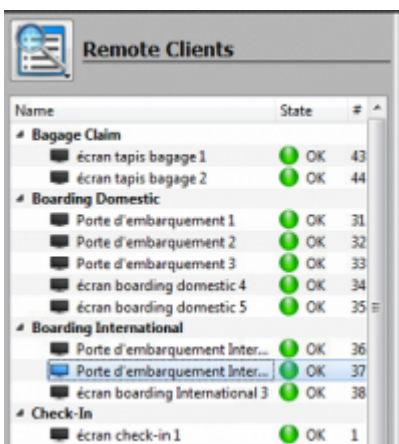 Remote Clients
Name State #
Bagage Claim
écran tapis bagage 1 OK 43
écran tapis bagage 2 OK 44
Boarding Domestic
Porte d'embarquement 1 OK 31
Porte d'embarquement 2 OK 32
Porte d'embarquement 3 OK 33
écran boarding domestic 4 OK 34
écran boarding domestic 5 OK 35
Boarding International
Porte d'embarquement Inter... OK 36
Porte d'embarquement Inter... OK 37
écran boarding International 3 OK 38
Check-In
écran check-in 1 OK 1